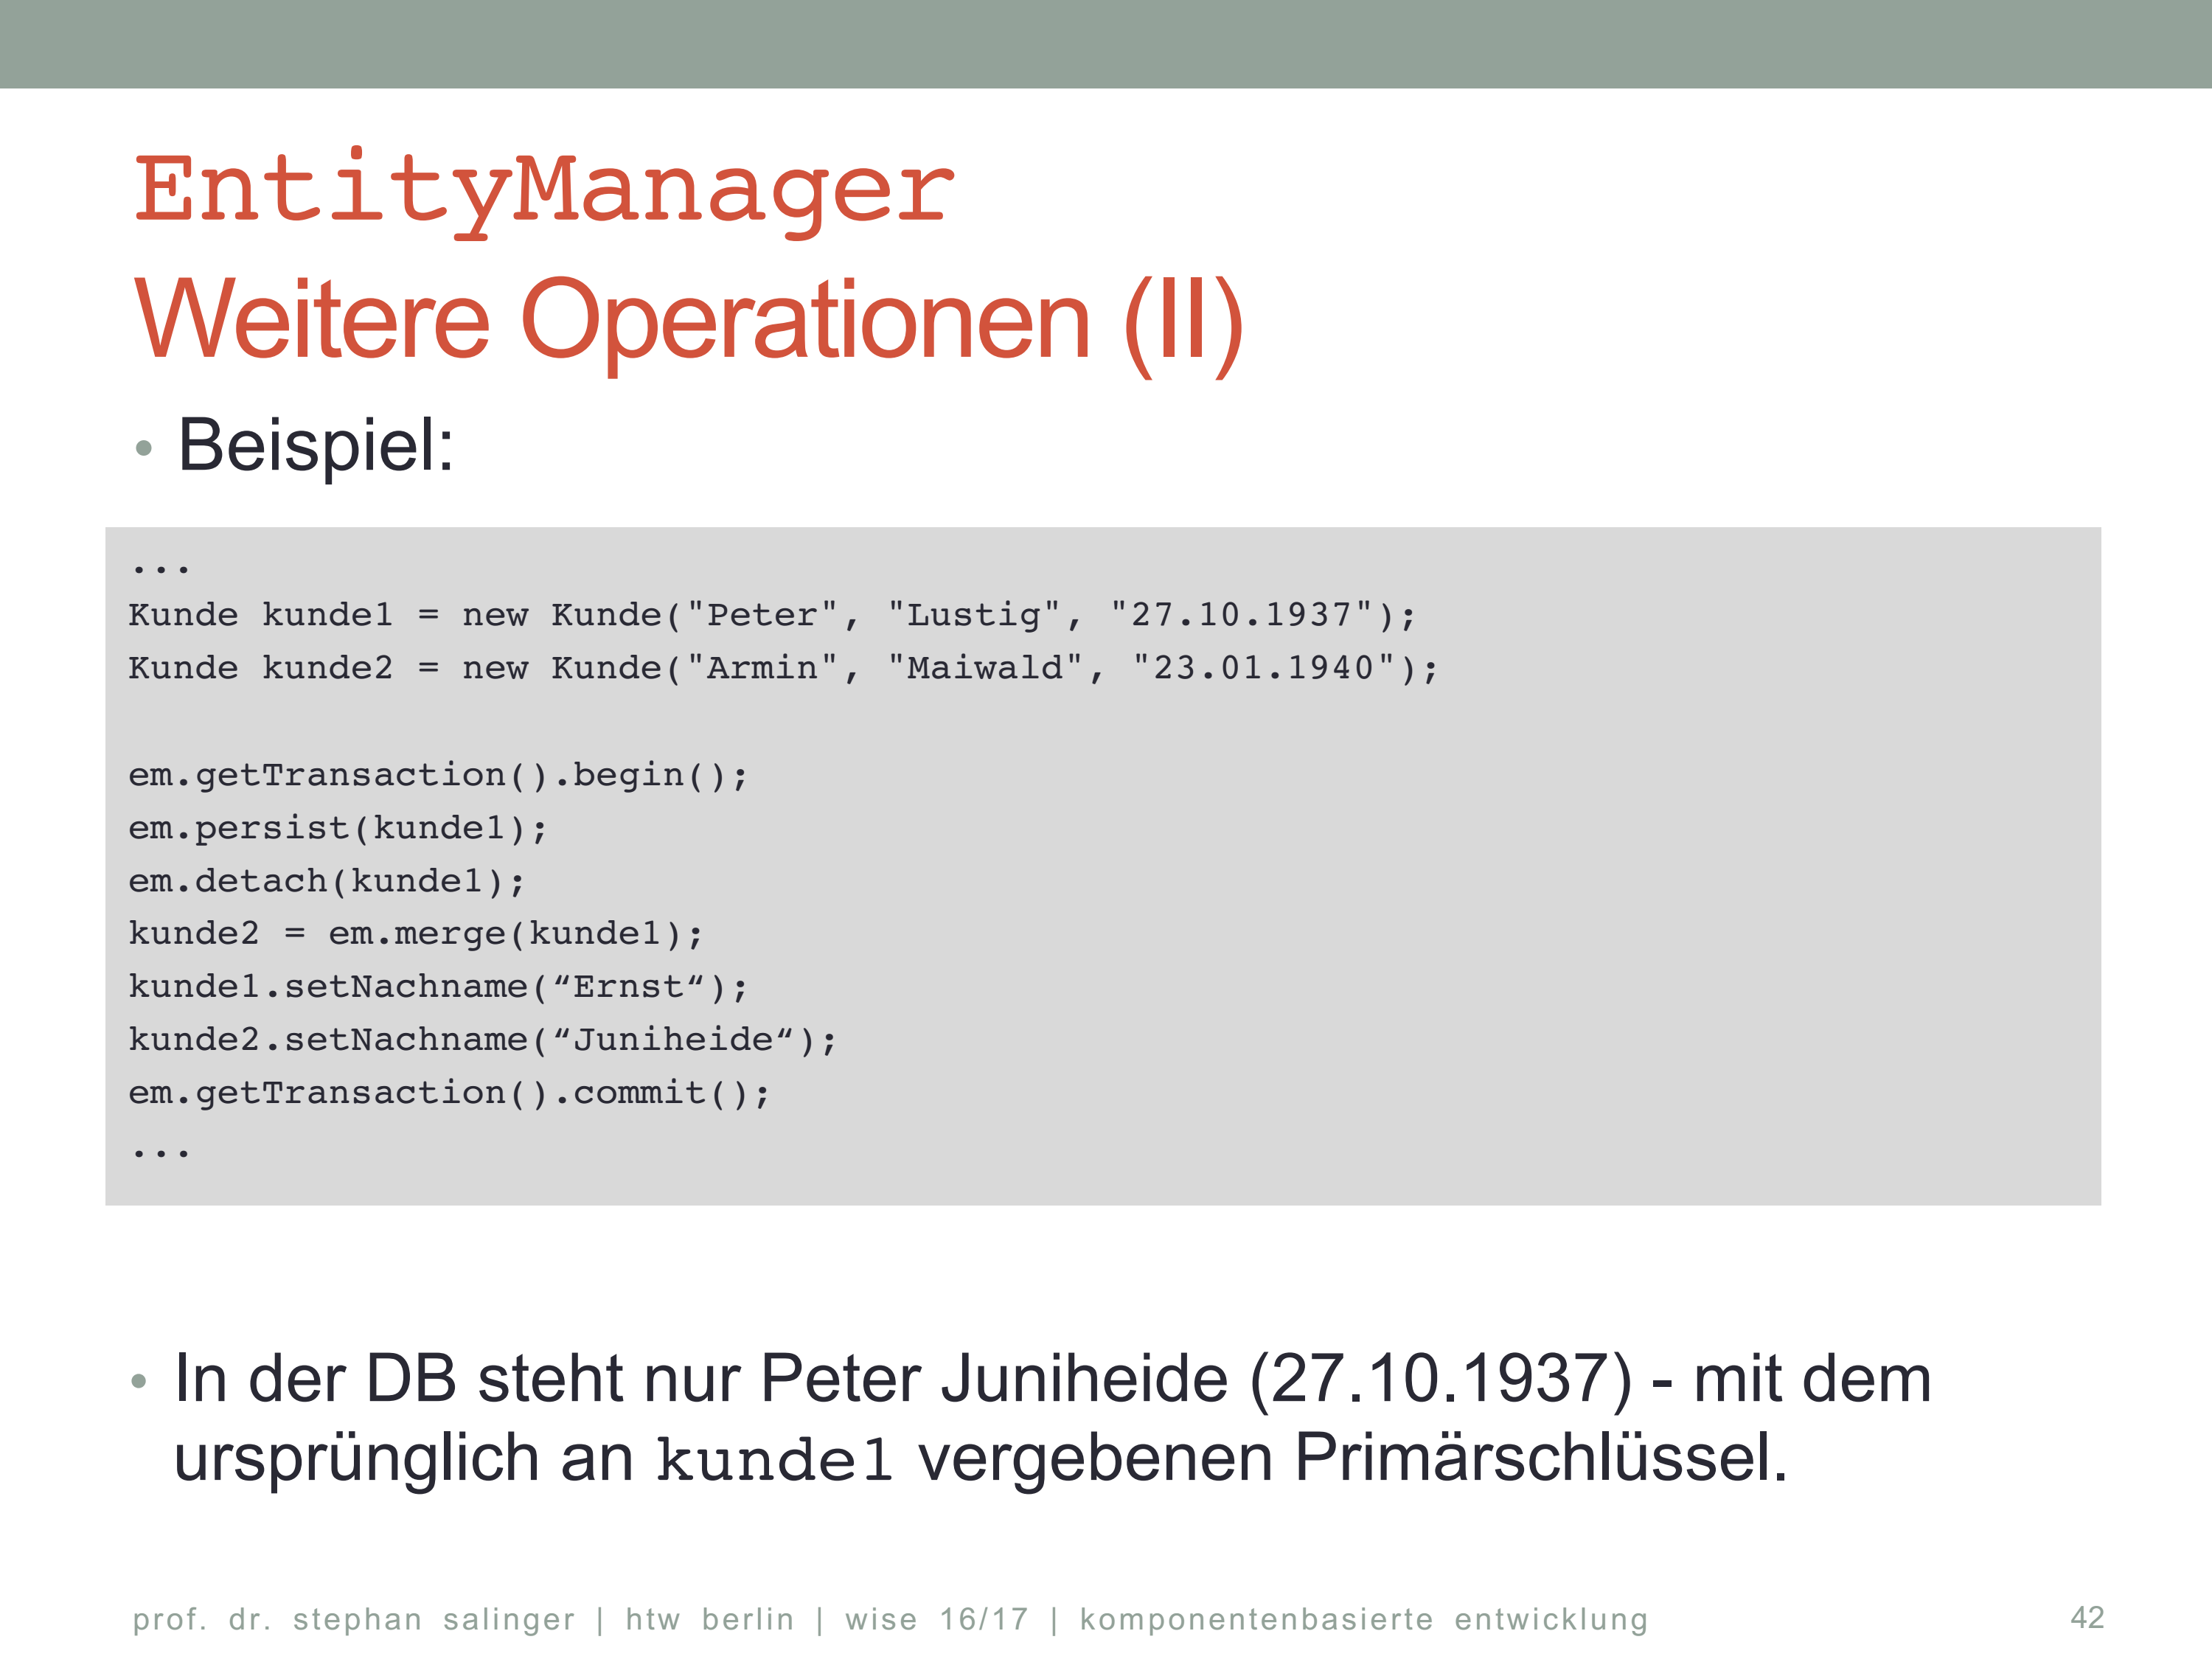 EntityManager
Weitere Operationen (II)
• Beispiel:
...
Kunde kunde1 = new Kunde("Peter", "Lustig", "27.10.1937");
Kunde kunde2 = new Kunde("Armin", "Maiwald", "23.01.1940");
em.getTransaction().begin();
em.persist(kunde1);
em.detach(kunde1);
kunde2 = em.merge(kunde1);
kunde1.setNachname(“Ernst“);
kunde2.setNachname(“Juniheide“);
em.getTransaction().commit();
...
• In der DB steht nur Peter Juniheide (27.10.1937) - mit dem
ursprünglich an kunde1 vergebenen Primärschlüssel.
prof. dr. stephan salinger | htw berlin | wise 16/17 | komponentenbasierte entwicklung
42